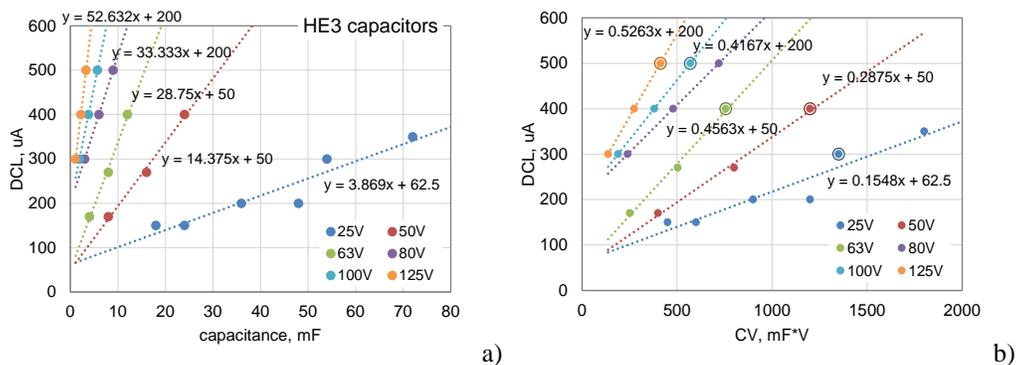 HE3 capacitors
y = 52.632x + 200
y = 33.333x + 200
y = 28.75x + 50
y = 14.375x + 50
y = 3.869x + 62.5
DCL, uA
600
500
400
300
200
100
0
0 10 20 30 40 50 60 70 80
capacitance, mF
25V 50V
63V 80V
100V 125V
a)
y = 0.5263x + 200
y = 0.4167x + 200
y = 0.2875x + 50
y = 0.4563x + 50
y = 0.1548x + 62.5
DCL, uA
600
500
400
300
200
100
0
0 500 1000 1500 2000
CV, mF*V
25V 50V
63V 80V
100V 125V
b)